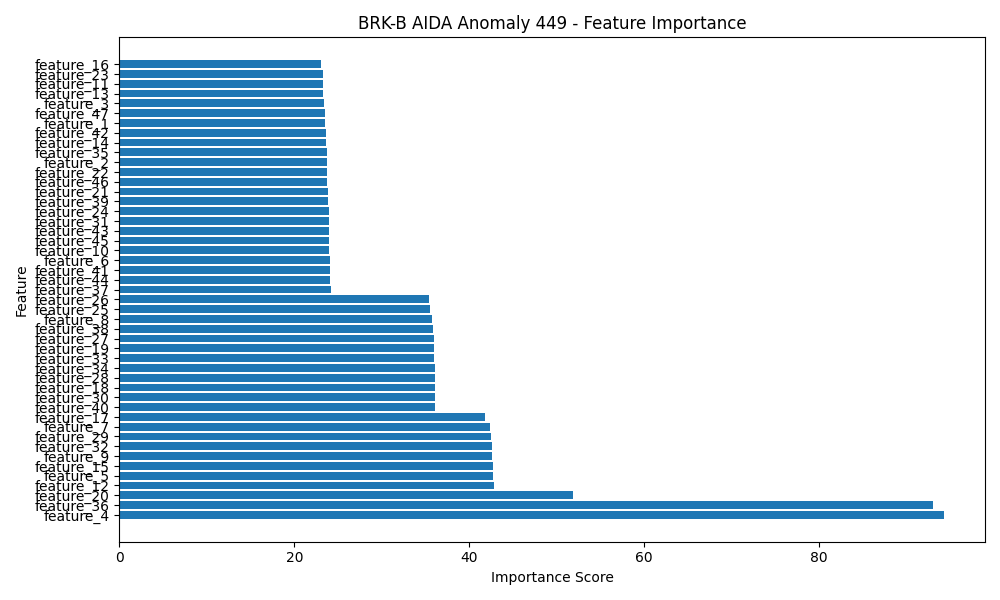 BRK-B AIDA Anomaly 449 - Feature Importance
feature_16
feature_23
feature_11
feature_13
feature_3
feature_47
feature_1
feature_42
feature_14
feature_35
feature_2
feature_22
feature_46
feature_21
feature_39
feature_24
feature_31
feature_43
feature_45
feature_10
feature_6
feature_41
feature_44
feature_37
feature_26
feature_25
feature_8
feature_38
feature_27
feature_19
feature_33
feature_34
feature_28
feature_18
feature_30
feature_40
feature_17
feature_7
feature_29
feature_32
feature_9
feature_15
feature_5
feature_12
feature_20
feature_36
feature_4
Feature
0 20 40 60 80
Importance Score